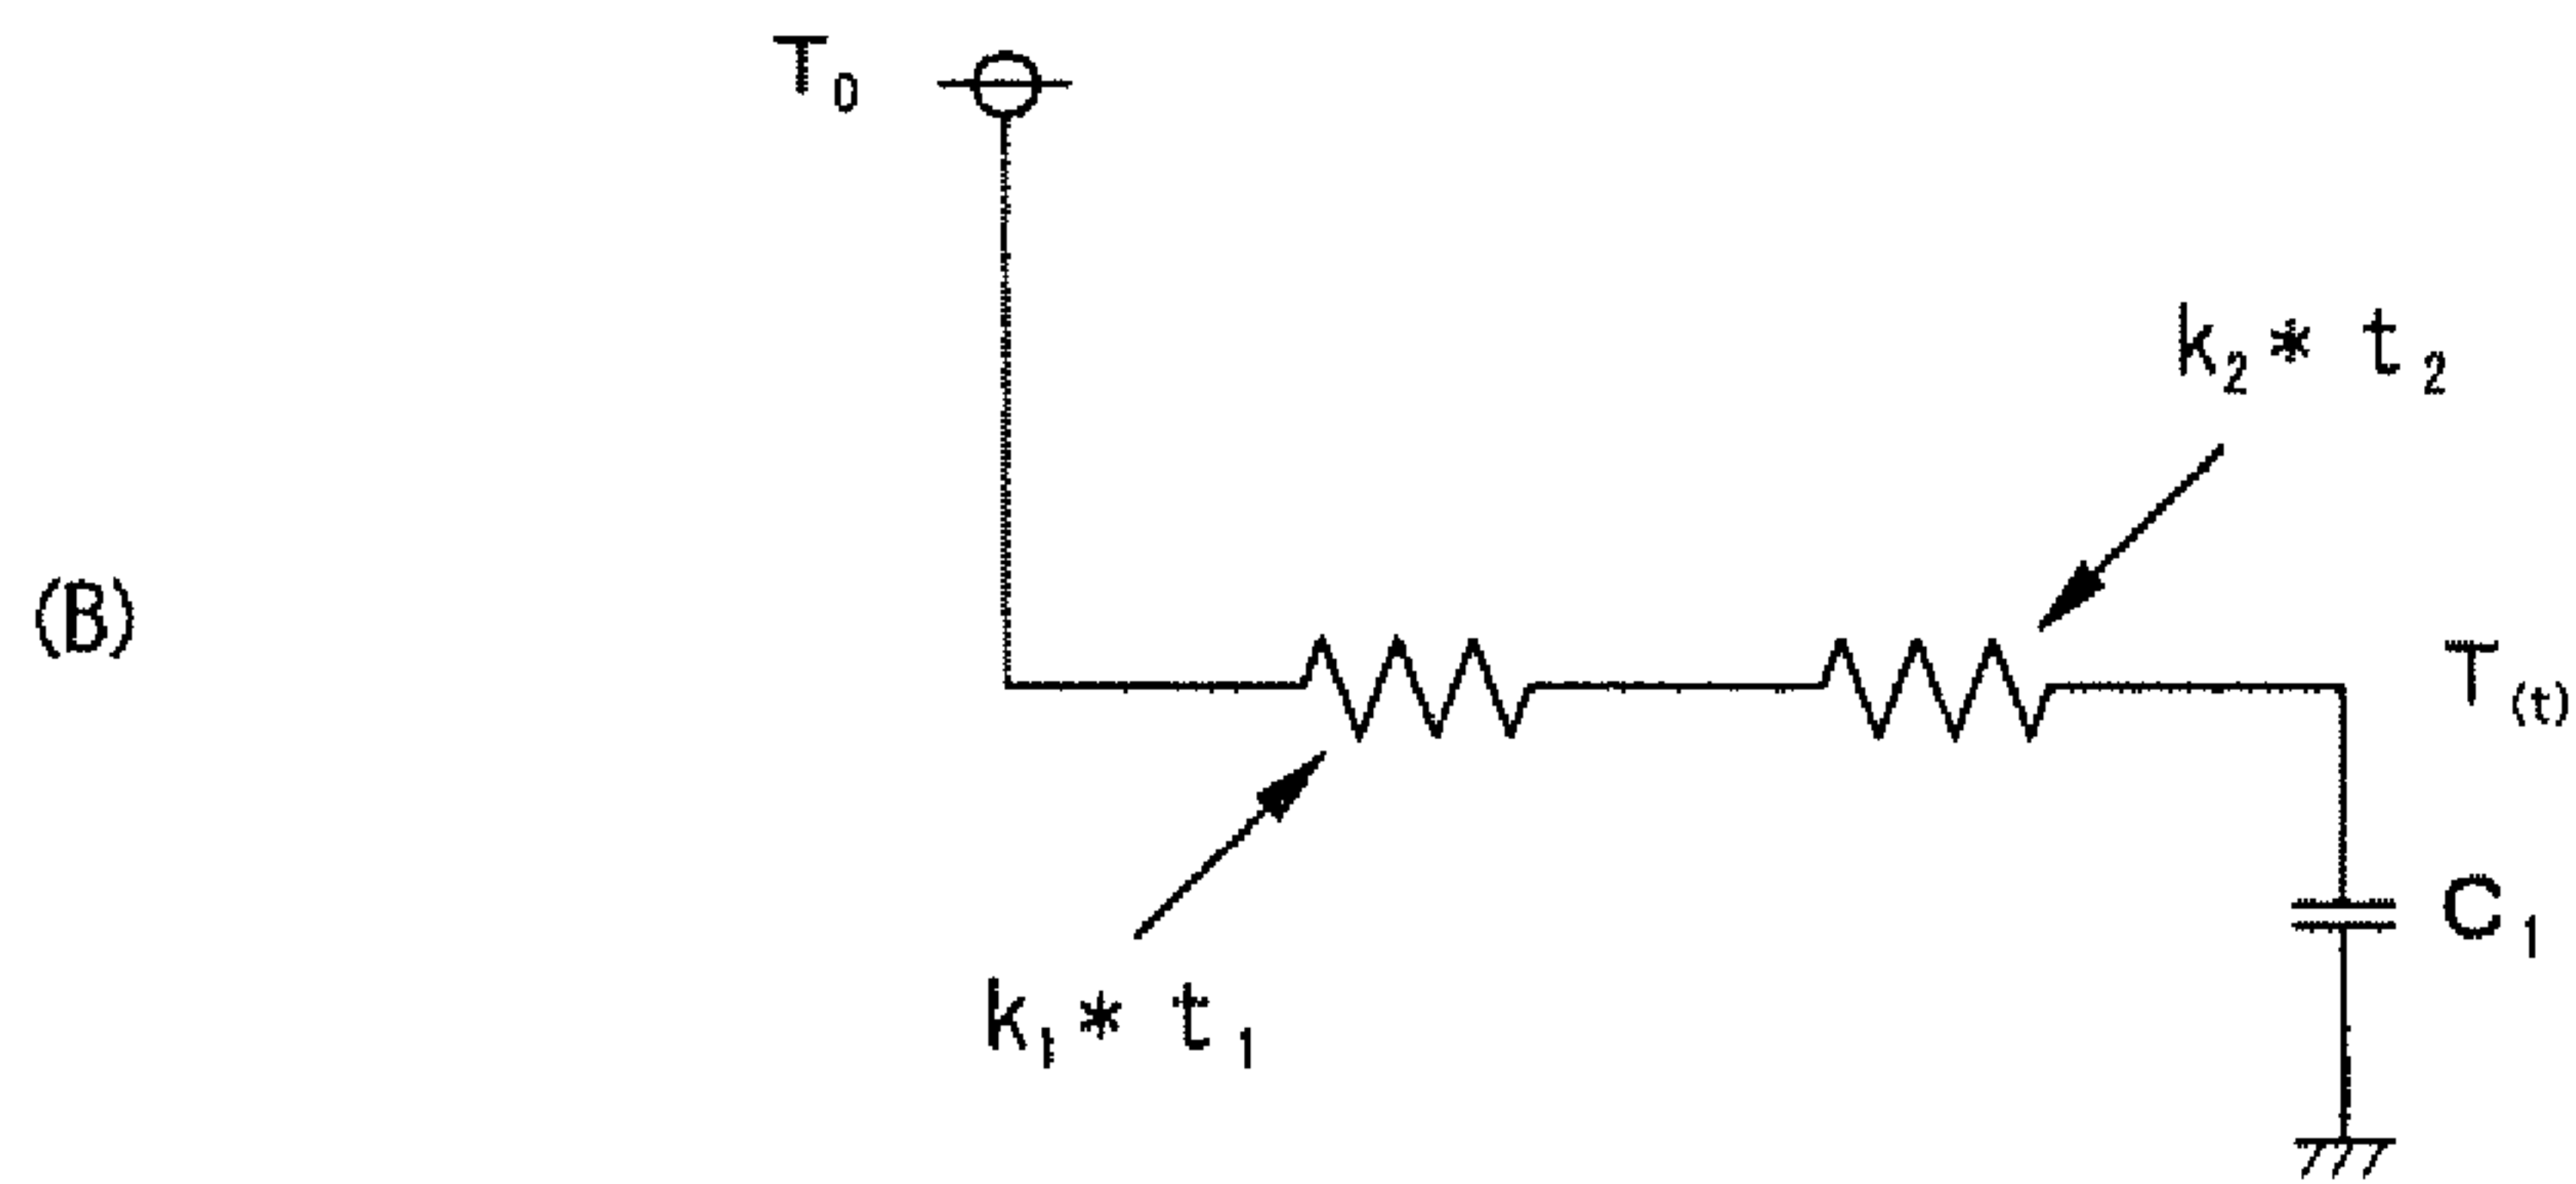 T₀
k₂* t₂
(B)
T₍t₎
C₁
k₁* t₁